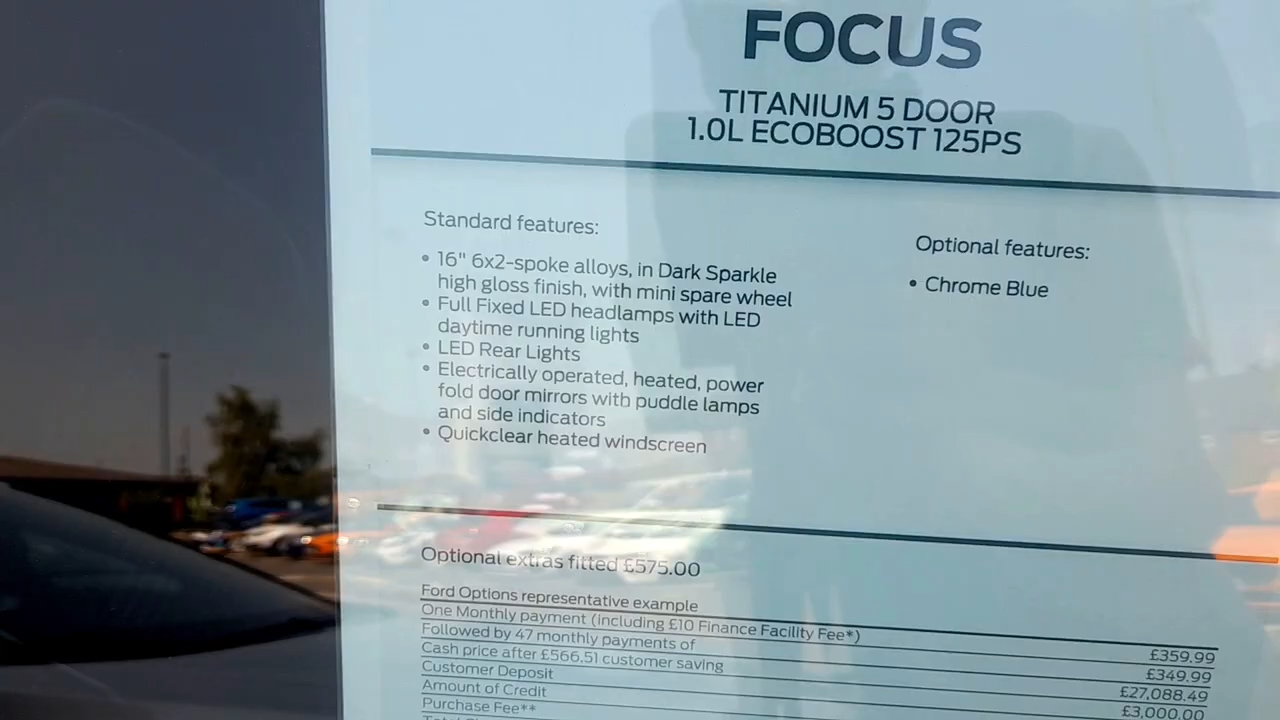 FOCUS
TITANIUM 5 DOOR
1.0L ECOBOOST 125PS
Standard features:
• 16" 6x2-spoke alloys, in Dark Sparkle
high gloss finish, with mini spare wheel
• Full Fixed LED headlamps with LED
daytime running lights
• LED Rear Lights
• Electrically operated, heated, power
fold door mirrors with puddle lamps
and side indicators
• Quickclear heated windscreen
Optional features:
• Chrome Blue
Optional extras fitted £575.00
Ford Options representative example
One Monthly payment (including £10 Finance Facility Fee*) £359.99
Followed by 47 monthly payments of £349.99
Cash price after £566.51 customer saving £27,088.49
Customer Deposit £3,000.00
Amount of Credit
Purchase Fee**